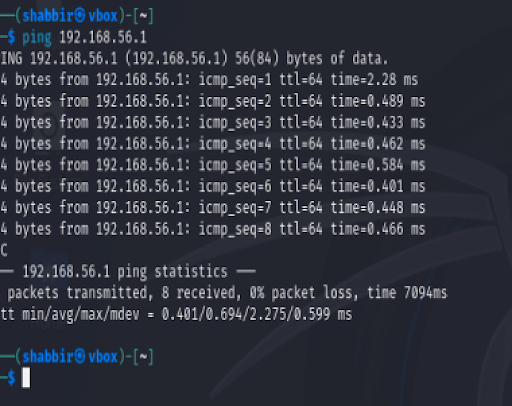 ──(shabbir㉿vbox)-[~]
─$ ping 192.168.56.1
ING 192.168.56.1 (192.168.56.1) 56(84) bytes of data.
4 bytes from 192.168.56.1: icmp_seq=1 ttl=64 time=2.28 ms
4 bytes from 192.168.56.1: icmp_seq=2 ttl=64 time=0.489 ms
4 bytes from 192.168.56.1: icmp_seq=3 ttl=64 time=0.433 ms
4 bytes from 192.168.56.1: icmp_seq=4 ttl=64 time=0.462 ms
4 bytes from 192.168.56.1: icmp_seq=5 ttl=64 time=0.584 ms
4 bytes from 192.168.56.1: icmp_seq=6 ttl=64 time=0.401 ms
4 bytes from 192.168.56.1: icmp_seq=7 ttl=64 time=0.448 ms
4 bytes from 192.168.56.1: icmp_seq=8 ttl=64 time=0.466 ms
C
── 192.168.56.1 ping statistics ──
packets transmitted, 8 received, 0% packet loss, time 7094ms
tt min/avg/max/mdev = 0.401/0.694/2.275/0.599 ms
──(shabbir㉿vbox)-[~]
─$